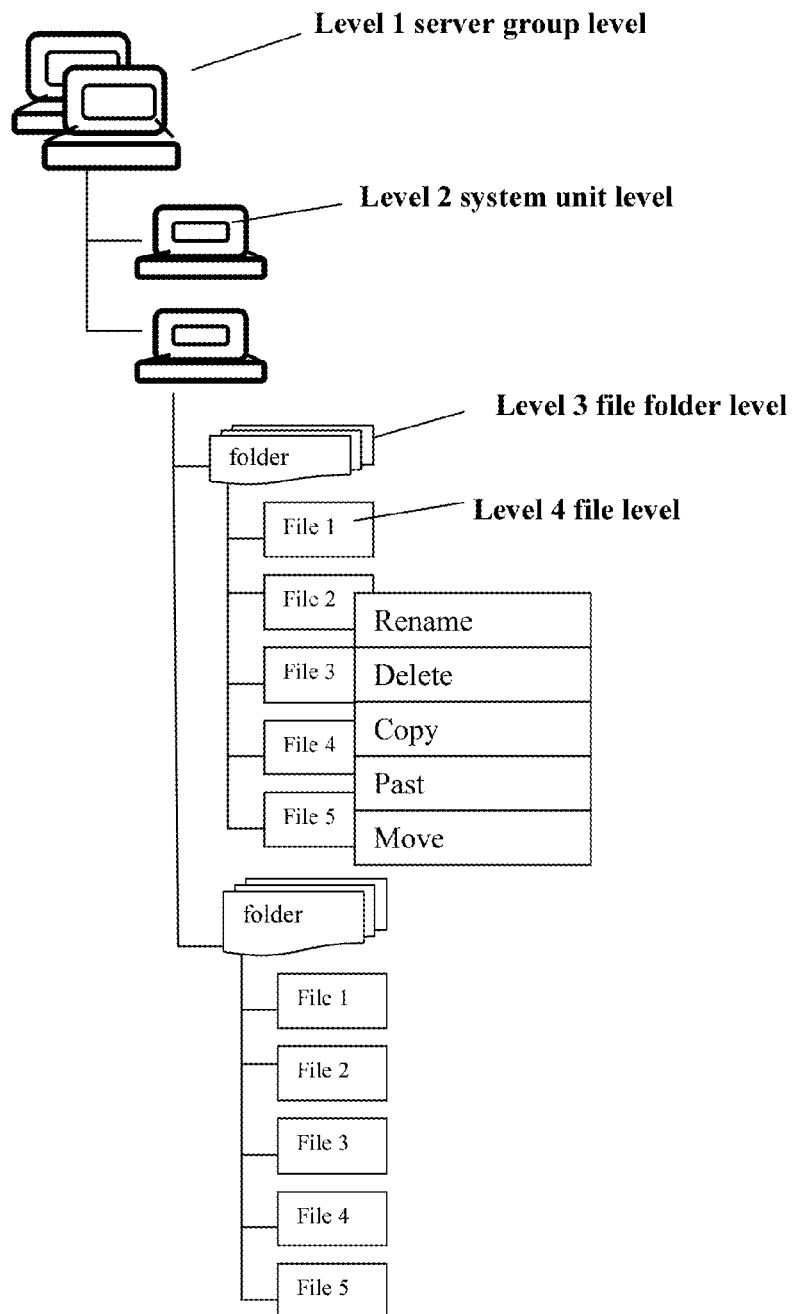 Level 1 server group level
Level 2 system unit level
Level 3 file folder level
folder
Level 4 file level
File 1
File 2
Rename
File 3
Delete
Copy
File 4
Past
File 5
Move
folder
File 1
File 2
File 3
File 4
File 5